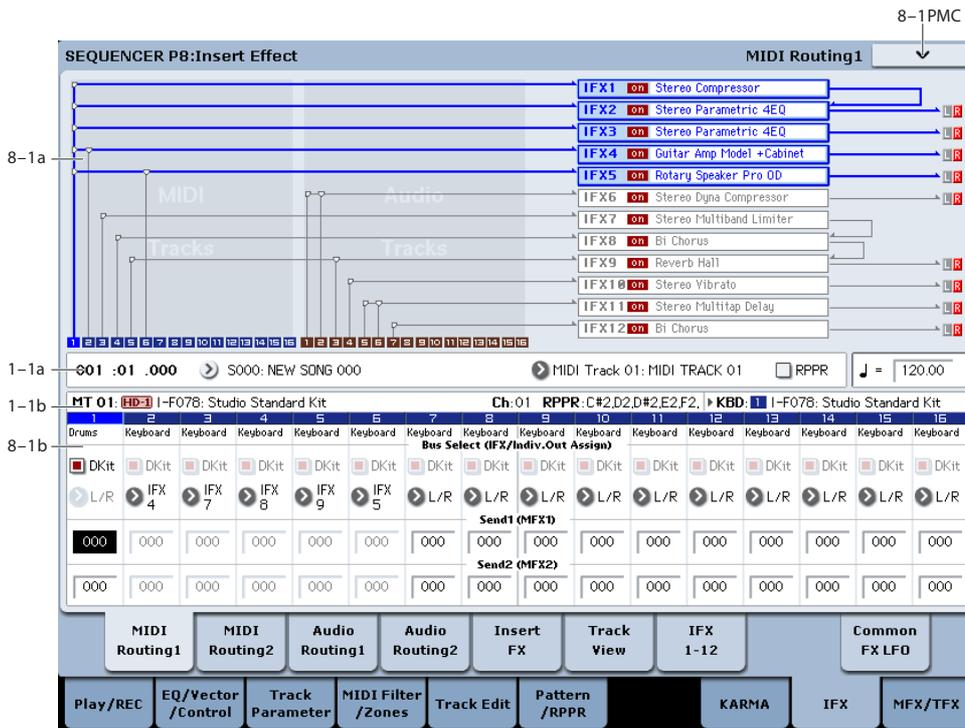 8–1PMC
SEQUENCER P8:Insert Effect MIDI Routing1
IFX1 on Stereo Compressor
IFX2 on Stereo Parametric 4EQ L R
IFX3 on Stereo Parametric 4EQ L R
8–1a
IFX4 on Guitar Amp Model +Cabinet L R
IFX5 on Rotary Speaker Pro OD L R
MIDI Audio
IFX6 on Stereo Dyna Compressor L R
IFX7 on Stereo Multiband Limiter
Tracks Tracks
IFX8 on Bi Chorus
IFX9 on Reverb Hall L R
IFX10 on Stereo Vibrato L R
IFX11 on Stereo Multitap Delay L R
IFX12 on Bi Chorus L R
1 2 3 4 5 6 7 8 9 10 11 12 13 14 15 16 1 2 3 4 5 6 7 8 9 10 11 12 13 14 15 16
1–1a
001 :01 .000 S000: NEW SONG 000 MIDI Track 01: MIDI TRACK 01 RPPR ♩ = 120.00
1–1b
MT 01: HD-1 I-F078: Studio Standard Kit Ch:01 RPPR:C#2,D2,D#2,E2,F2, KBD: 1 I-F078: Studio Standard Kit
1 2 3 4 5 6 7 8 9 10 11 12 13 14 15 16
Drums Keyboard Keyboard Keyboard Keyboard Keyboard Keyboard Keyboard Keyboard Keyboard Keyboard Keyboard Keyboard Keyboard Keyboard Keyboard
8–1b
Bus Select (IFX/Indiv.Out Assign)
DKit DKit DKit DKit DKit DKit DKit DKit DKit DKit DKit DKit DKit DKit DKit DKit
L/R IFX 4 IFX 7 IFX 8 IFX 9 IFX 5 L/R L/R L/R L/R L/R L/R L/R L/R L/R L/R
Send1 (MFX1)
000 000 000 000 000 000 000 000 000 000 000 000 000 000 000 000
Send2 (MFX2)
000 000 000 000 000 000 000 000 000 000 000 000 000 000 000 000
MIDI Routing1 MIDI Routing2 Audio Routing1 Audio Routing2 Insert FX Track View IFX 1-12 Common FX LFO
Play/REC EQ/Vector /Control Track Parameter MIDI Filter /Zones Track Edit Pattern /RPPR KARMA IFX MFX/TFX